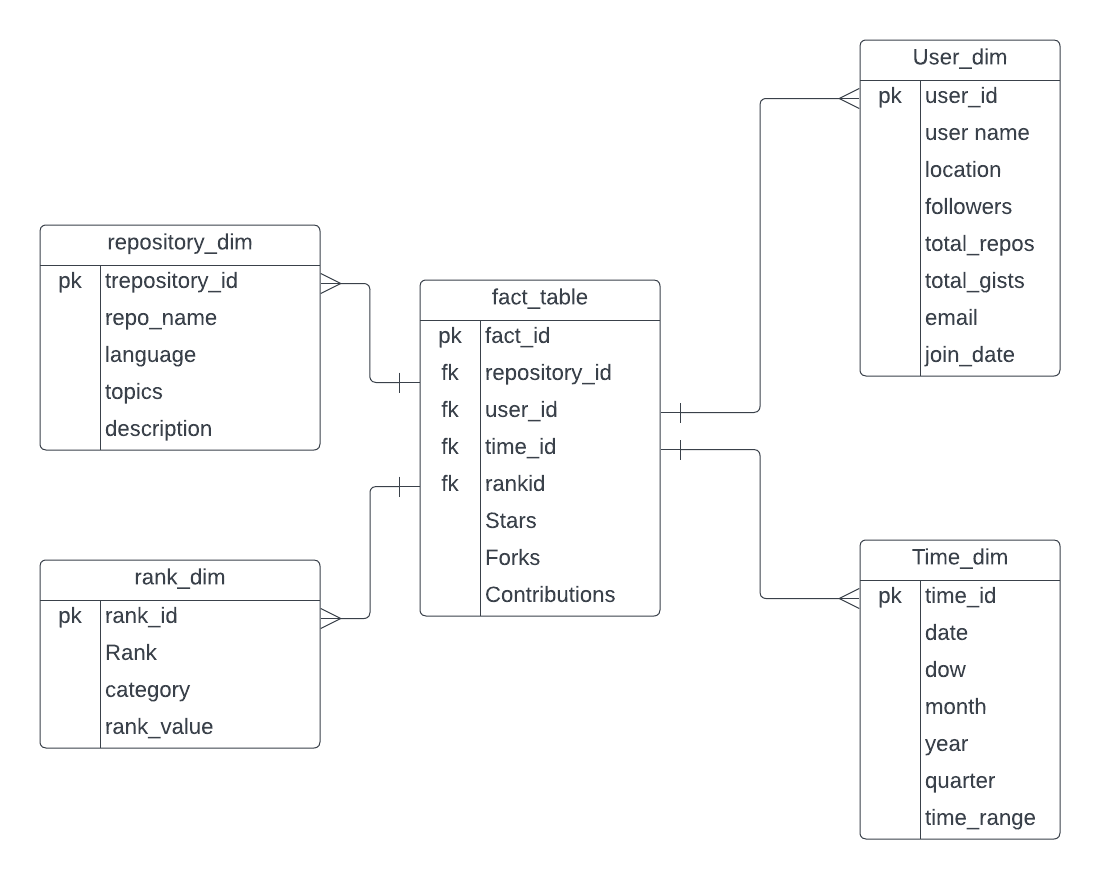 User_dim
pk user_id
user name
location
followers
total_repos
total_gists
email
join_date
repository_dim
pk trepository_id
repo_name
language
topics
description
fact_table
pk fact_id
fk repository_id
fk user_id
fk time_id
fk rankid
Stars
Forks
Contributions
rank_dim
pk rank_id
Rank
category
rank_value
Time_dim
pk time_id
date
dow
month
year
quarter
time_range